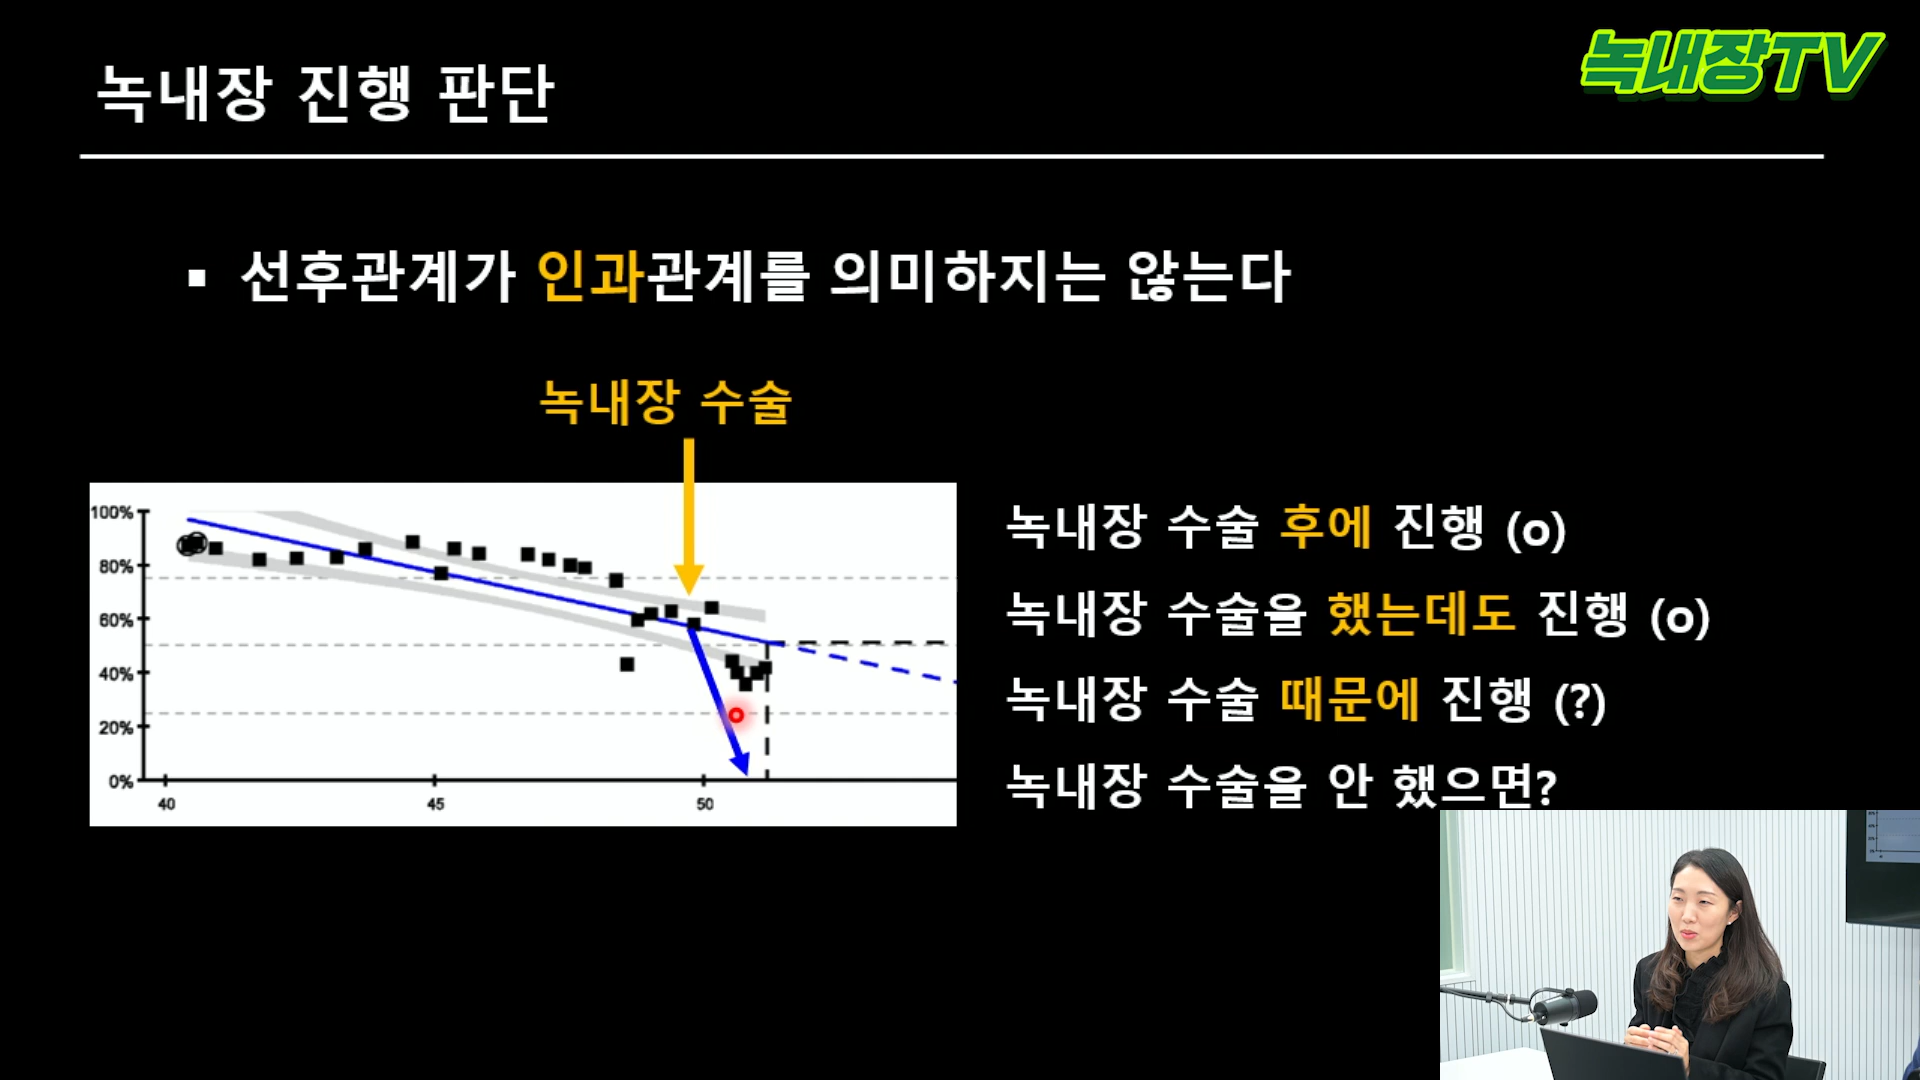 녹내장TV
녹내장 진행 판단
▪ 선후관계가 인과관계를 의미하지는 않는다
녹내장 수술
100%
80%
60%
40%
20%
0%
40 45 50
녹내장 수술 후에 진행 (o)
녹내장 수술을 했는데도 진행 (o)
녹내장 수술 때문에 진행 (?)
녹내장 수술을 안 했으면?